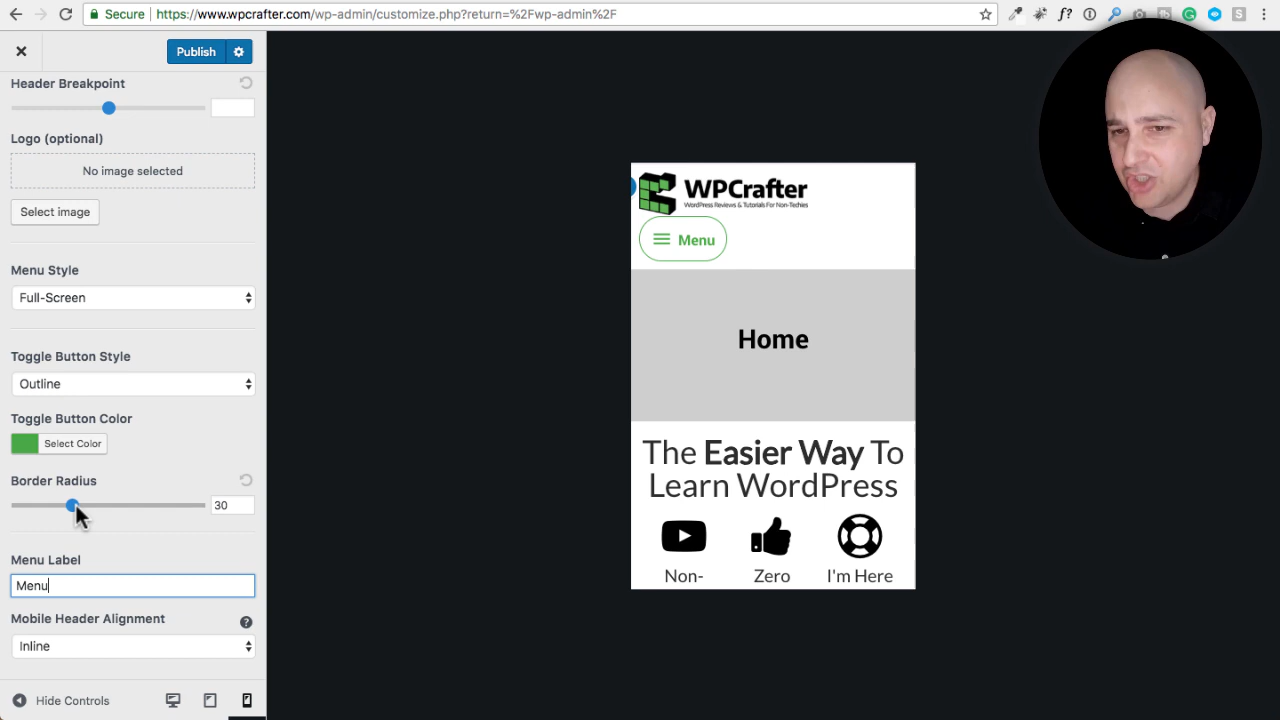 Secure
https://www.wpcrafter.com/wp-admin/customize.php?return=%2Fwp-admin%2F
Publish
Header Breakpoint
Logo (optional)
No image selected
Select image
Menu Style
Full-Screen
Toggle Button Style
Outline
Toggle Button Color
Select Color
Border Radius
30
Menu Label
Menu
Mobile Header Alignment
?
Inline
Hide Controls
WPCrafter
WordPress Reviews & Tutorials For Non-Techies
Menu
Home
The Easier Way To
Learn WordPress
Non-
Zero
I'm Here